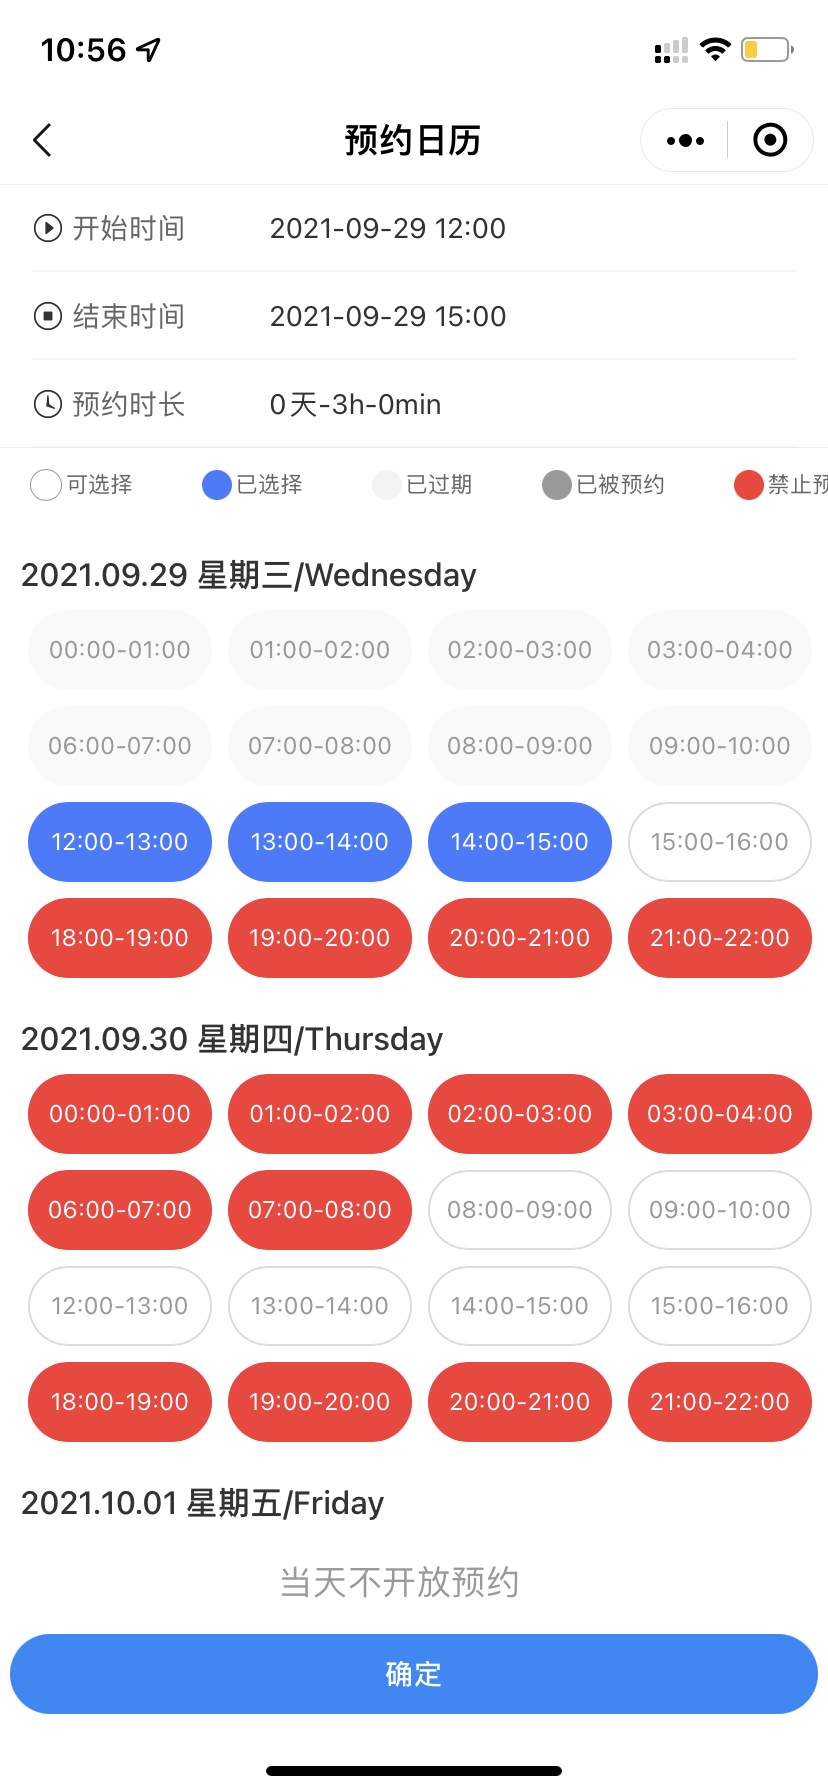 10:56
预约日历
开始时间 2021-09-29 12:00
结束时间 2021-09-29 15:00
预约时长 0天-3h-0min
可选择 已选择 已过期 已被预约 禁止预
2021.09.29 星期三/Wednesday
00:00-01:00 01:00-02:00 02:00-03:00 03:00-04:00
06:00-07:00 07:00-08:00 08:00-09:00 09:00-10:00
12:00-13:00 13:00-14:00 14:00-15:00 15:00-16:00
18:00-19:00 19:00-20:00 20:00-21:00 21:00-22:00
2021.09.30 星期四/Thursday
00:00-01:00 01:00-02:00 02:00-03:00 03:00-04:00
06:00-07:00 07:00-08:00 08:00-09:00 09:00-10:00
12:00-13:00 13:00-14:00 14:00-15:00 15:00-16:00
18:00-19:00 19:00-20:00 20:00-21:00 21:00-22:00
2021.10.01 星期五/Friday
当天不开放预约
确定